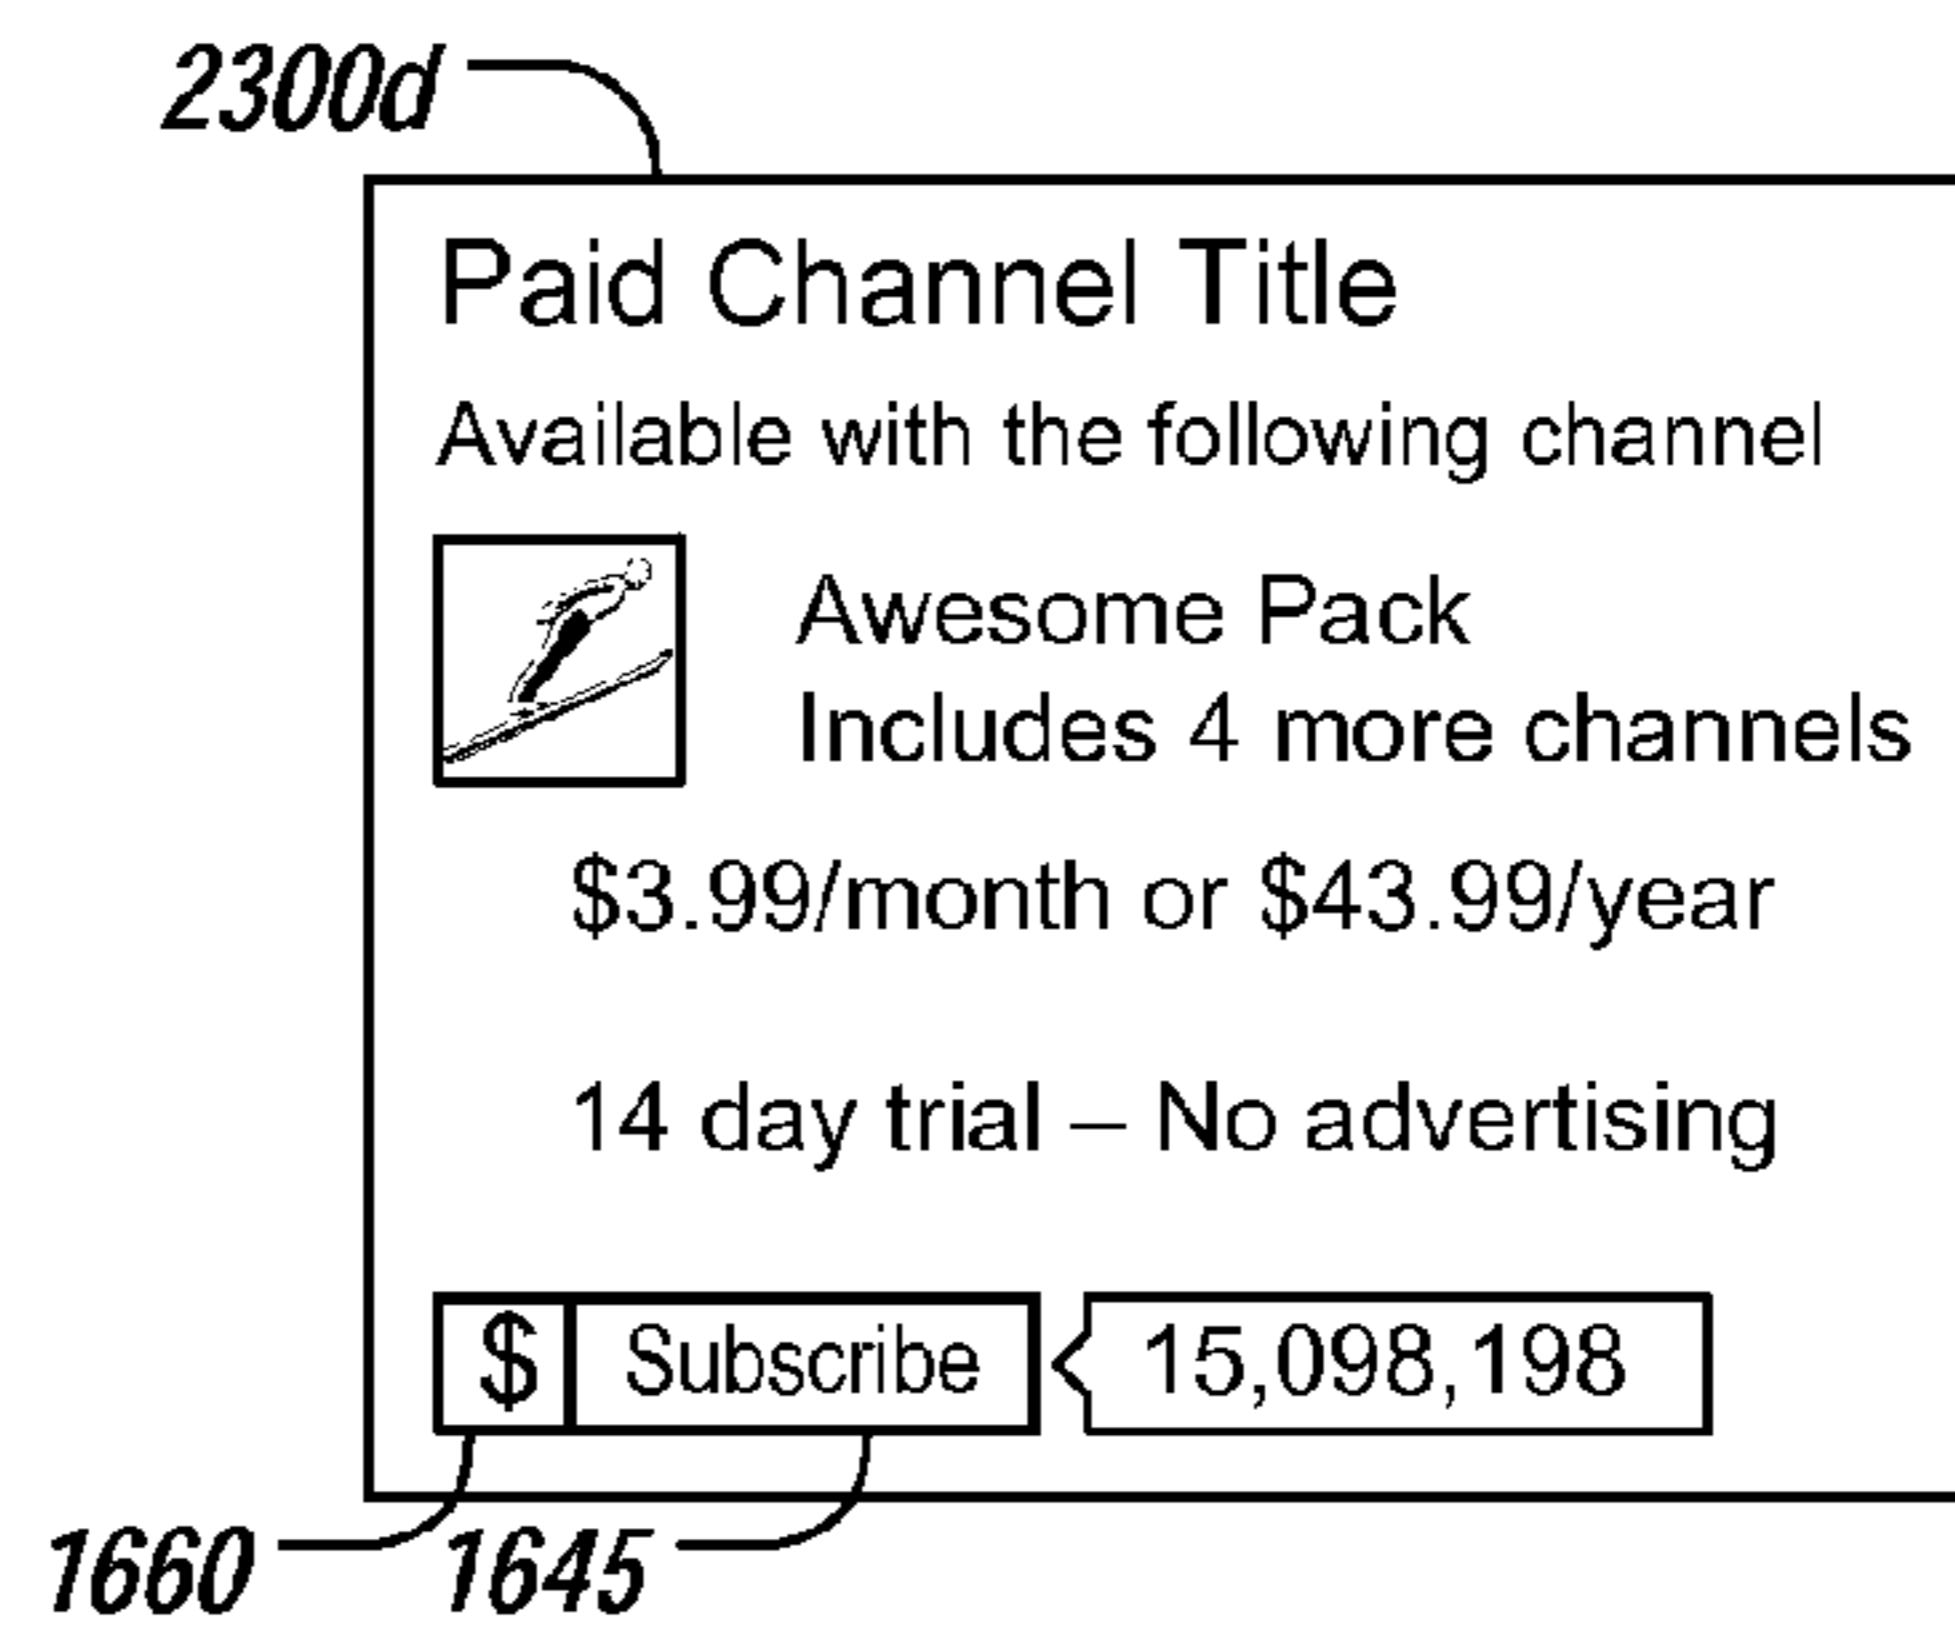 2300d
Paid Channel Title
Available with the following channel
Awesome Pack
Includes 4 more channels
$3.99/month or $43.99/year
14 day trial – No advertising
$ Subscribe 15,098,198
1660 1645